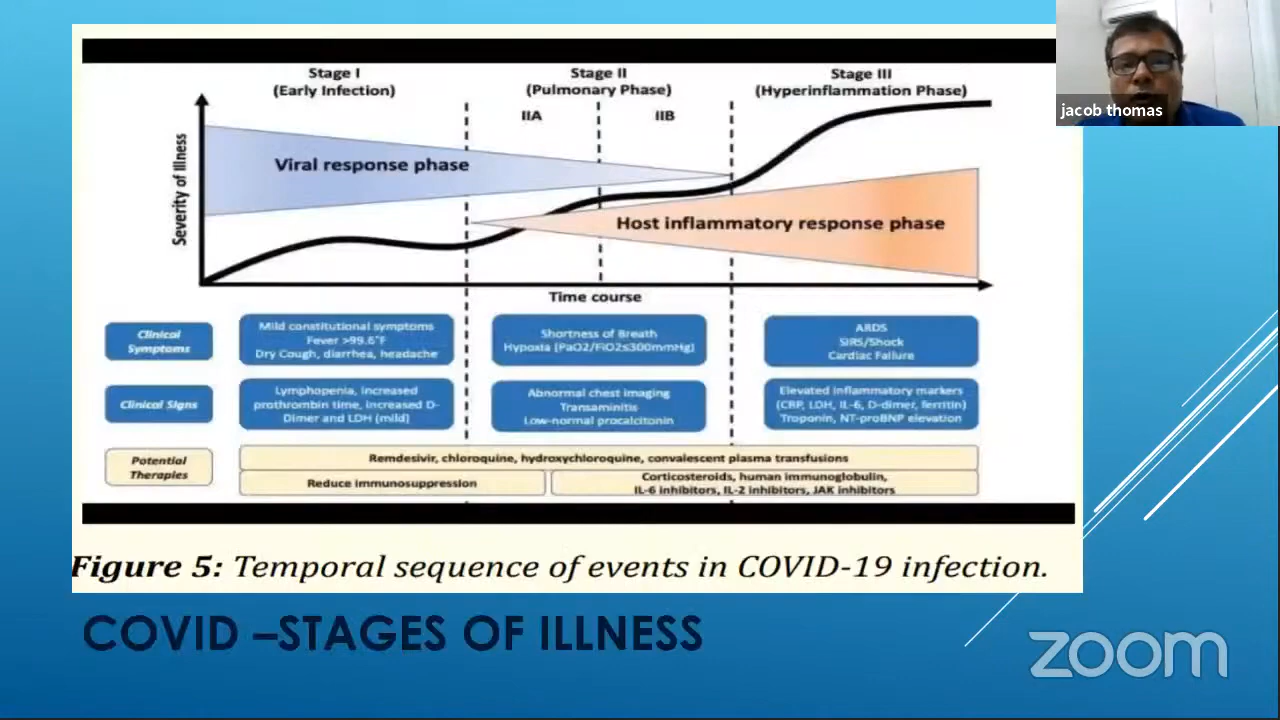 Stage I
(Early Infection)
Stage II
(Pulmonary Phase)
Stage III
(Hyperinflammation Phase)
IIA
IIB
jacob thomas
Severity of Illness
Viral response phase
Host inflammatory response phase
Time course
Clinical
Symptoms
Mild constitutional symptoms
Fever >99.6°F
Dry Cough, diarrhea, headache
Shortness of Breath
Hypoxia (PaO2/FiO2≤300mmHg)
ARDS
SIRS/Shock
Cardiac Failure
Clinical Signs
Lymphopenia, increased
prothrombin time, increased D-
Dimer and LDH (mild)
Abnormal chest imaging
Transaminitis
Low-normal procalcitonin
Elevated inflammatory markers
(CRP, LDH, IL-6, D-dimer, ferritin)
Troponin, NT-proBNP elevation
Potential
Therapies
Remdesivir, chloroquine, hydroxychloroquine, convalescent plasma transfusions
Reduce immunosuppression
Corticosteroids, human immunoglobulin,
IL-6 inhibitors, IL-2 inhibitors, JAK inhibitors
Figure 5: Temporal sequence of events in COVID-19 infection.
COVID –STAGES OF ILLNESS
zoom